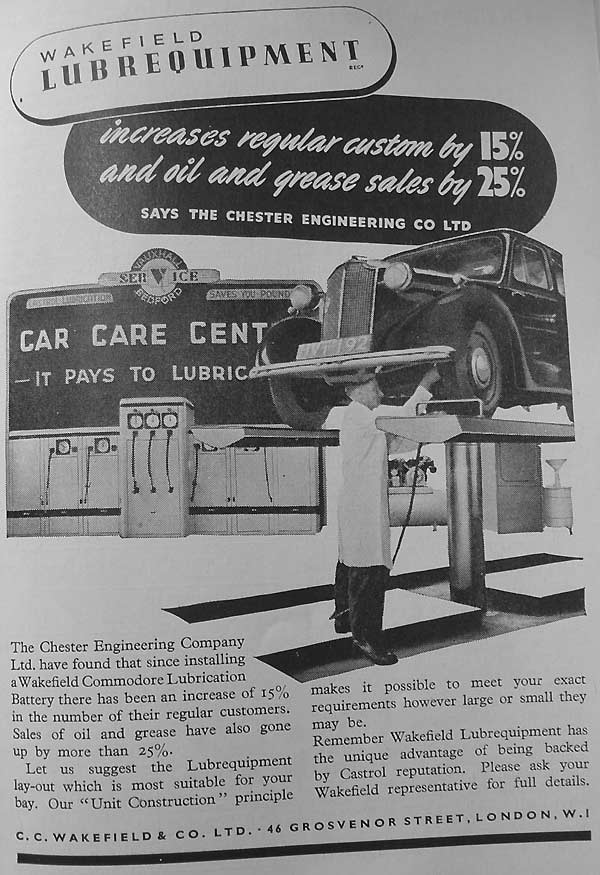 WAKEFIELD
LUBREQUIPMENT
REGD
increases regular custom by 15%
and oil and grease sales by 25%
SAYS THE CHESTER ENGINEERING CO LTD
VAUXHALL
SERVICE
BEDFORD
CASTROL LUBRICATION
SAVES YOU POUND
CAR CARE CENT
—IT PAYS TO LUBRIC
The Chester Engineering Company
Ltd. have found that since installing
a Wakefield Commodore Lubrication
Battery there has been an increase of 15%
in the number of their regular customers.
Sales of oil and grease have also gone
up by more than 25%.
Let us suggest the Lubrequipment
lay-out which is most suitable for your
bay. Our "Unit Construction" principle
makes it possible to meet your exact
requirements however large or small they
may be.
Remember Wakefield Lubrequipment has
the unique advantage of being backed
by Castrol reputation. Please ask your
Wakefield representative for full details.
C.C. WAKEFIELD & CO. LTD. · 46 GROSVENOR STREET, LONDON, W.1